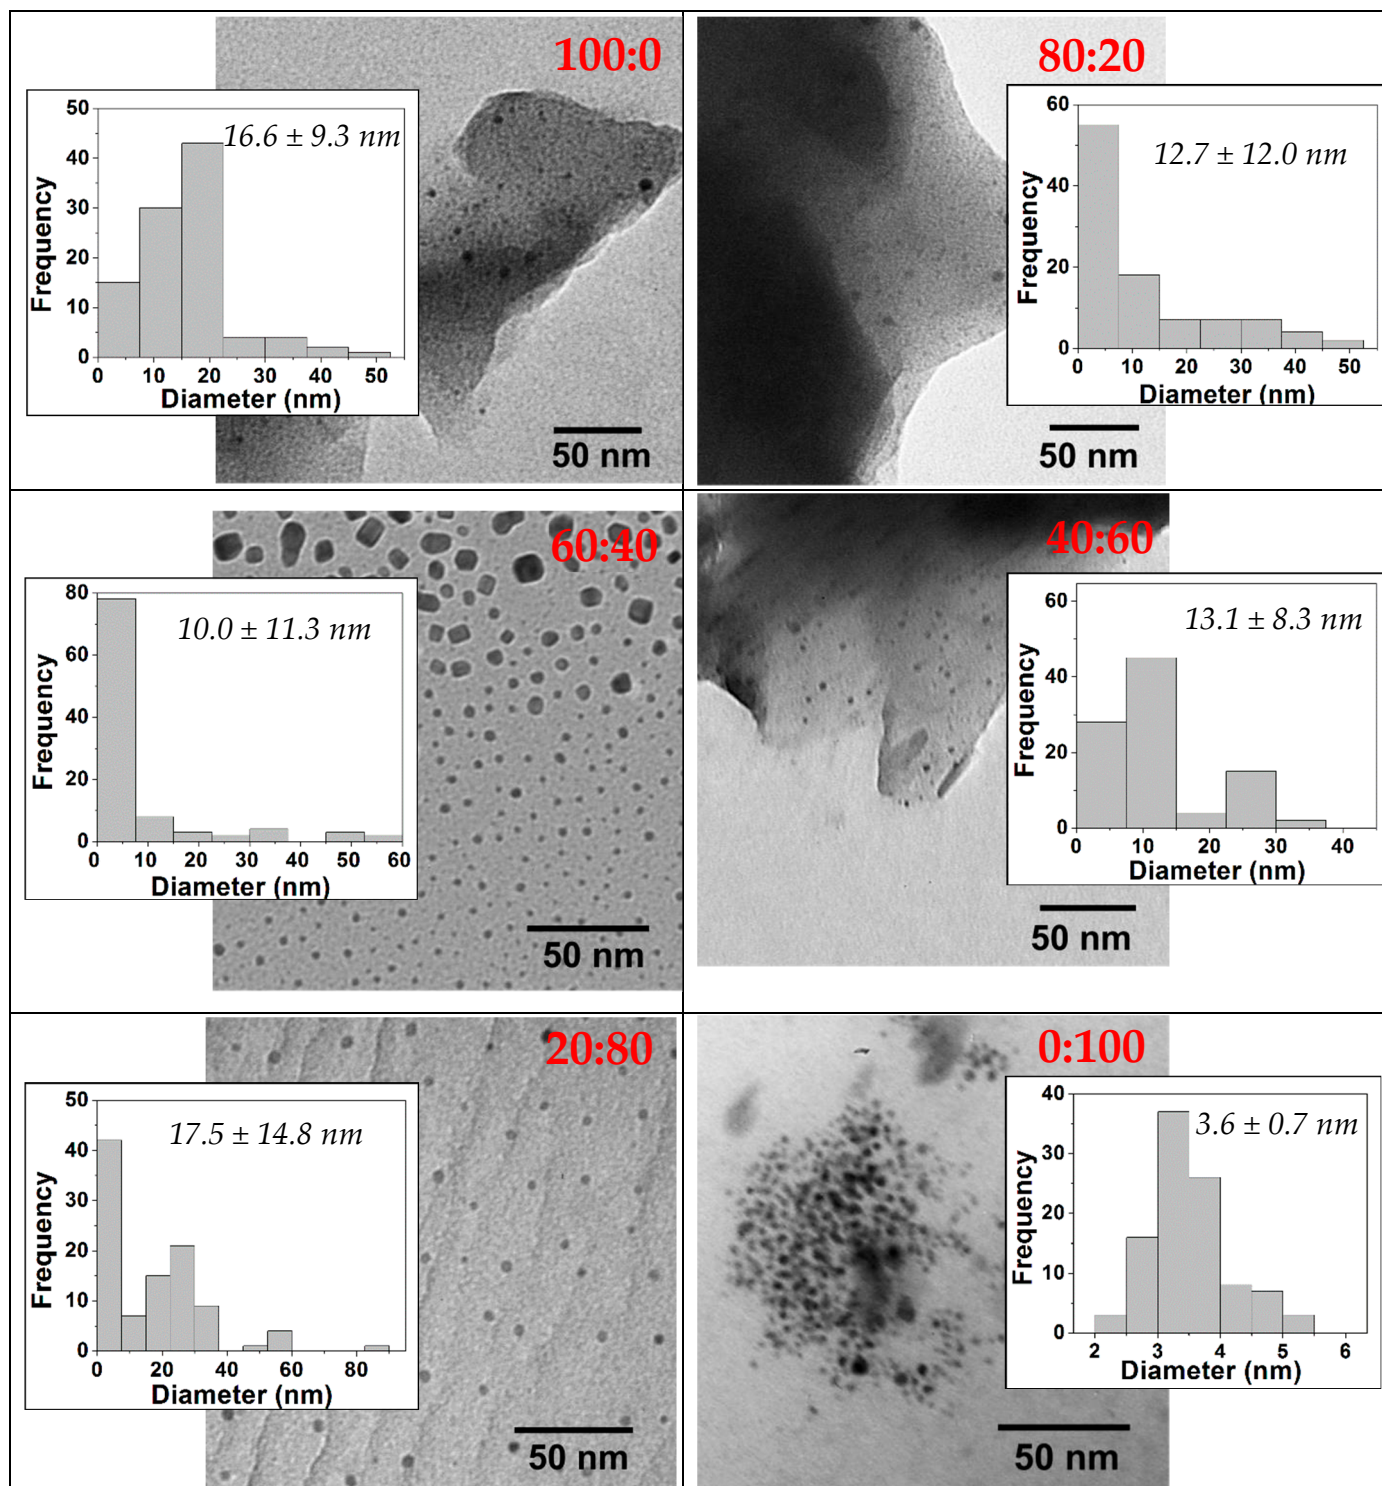 100:0
16.6 ± 9.3 nm
Frequency
50
40
30
20
10
0
0 10 20 30 40 50
Diameter (nm)
50 nm
80:20
12.7 ± 12.0 nm
Frequency
60
40
20
0
0 10 20 30 40 50
Diameter (nm)
50 nm
60:40
10.0 ± 11.3 nm
Frequency
80
60
40
20
0
0 10 20 30 40 50 60
Diameter (nm)
50 nm
40:60
13.1 ± 8.3 nm
Frequency
60
40
20
0
0 10 20 30 40
Diameter (nm)
50 nm
20:80
17.5 ± 14.8 nm
Frequency
50
40
30
20
10
0
0 20 40 60 80
Diameter (nm)
50 nm
0:100
3.6 ± 0.7 nm
Frequency
40
30
20
10
0
2 3 4 5 6
Diameter (nm)
50 nm